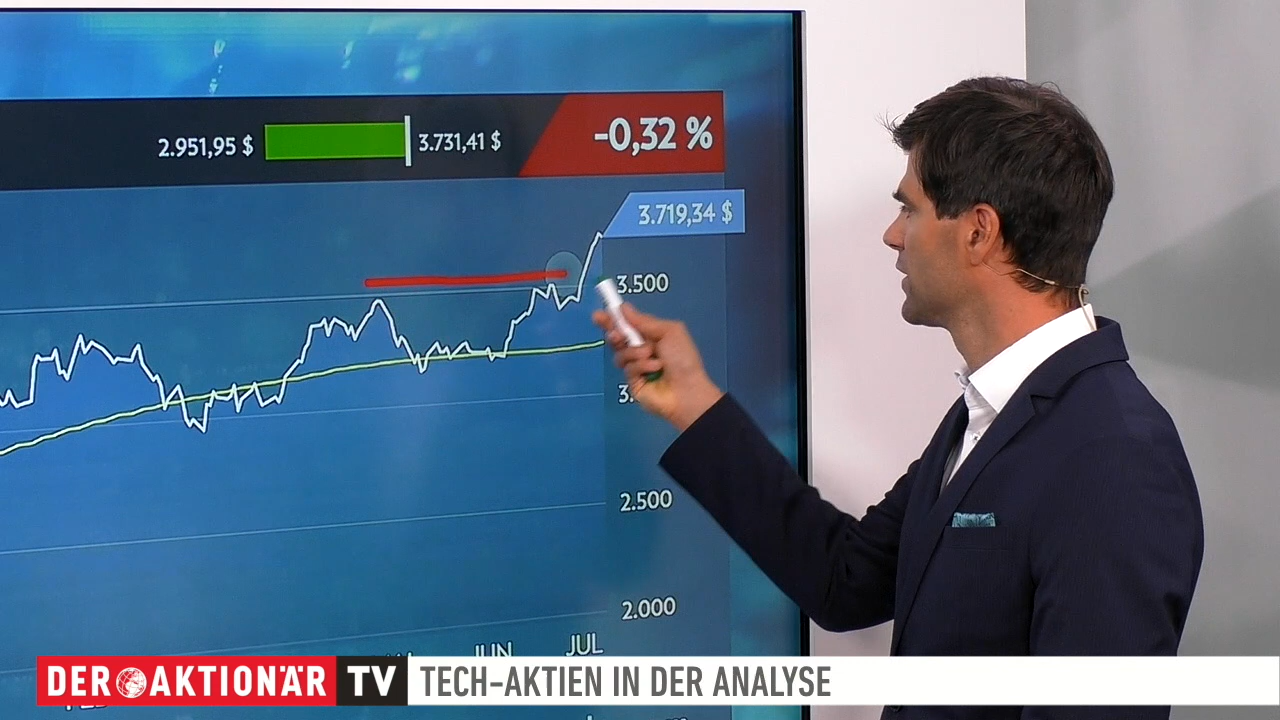 2.951,95 $ 3.731,41 $ -0,32 %
3.719,34 $
3.500
2.500
2.000
JUN JUL
DER AKTIONÄR TV TECH-AKTIEN IN DER ANALYSE